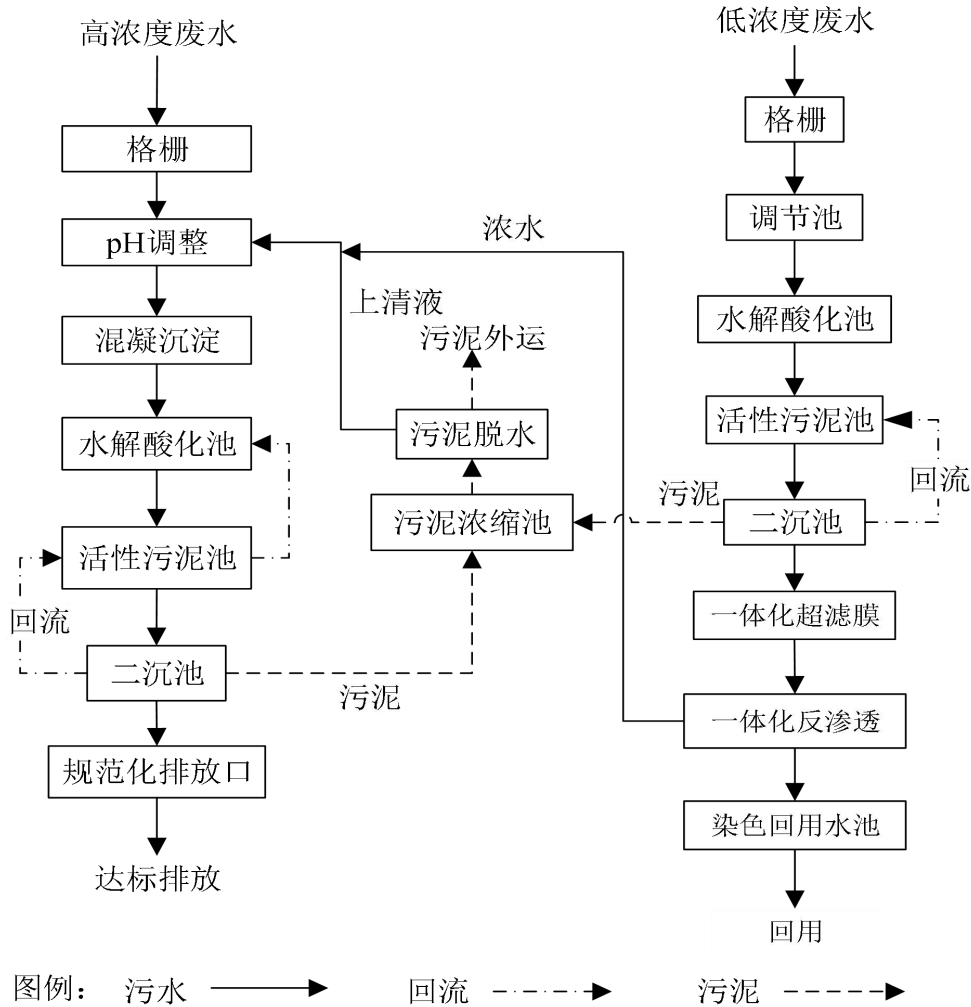 高浓度废水
低浓度废水
格栅
格栅
pH调整
浓水
调节池
上清液
混凝沉淀
污泥外运
水解酸化池
水解酸化池
污泥脱水
活性污泥池
回流
污泥浓缩池
污泥
二沉池
活性污泥池
回流
一体化超滤膜
二沉池
污泥
一体化反渗透
规范化排放口
染色回用水池
达标排放
回用
图例：
污水
回流
污泥